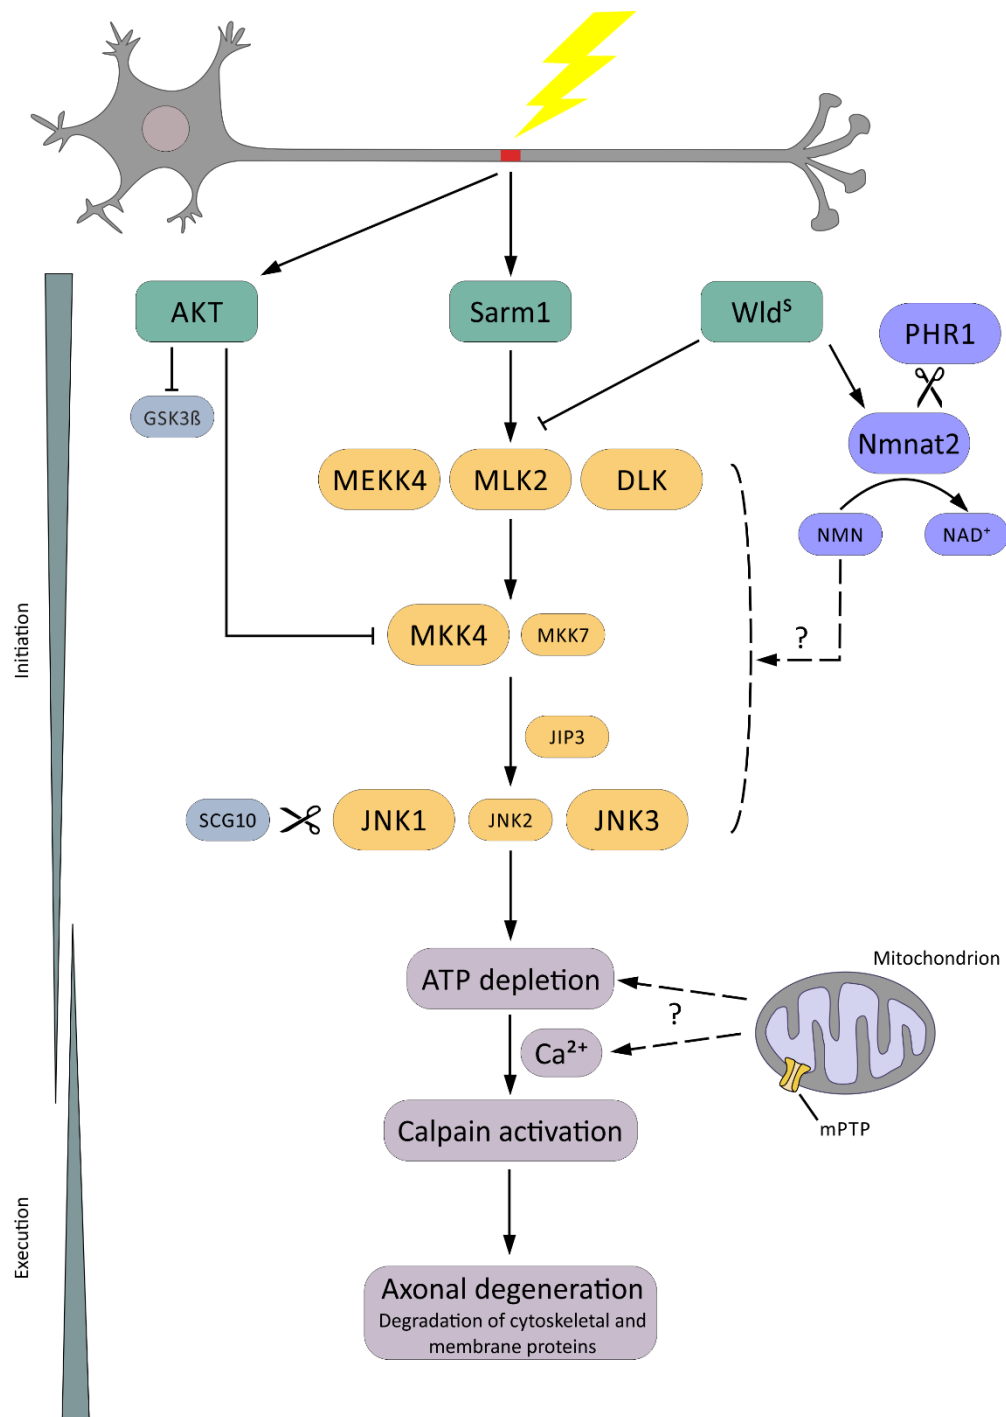 AKT
Sarm1
Wldˢ
PHR1
GSK3ß
Nmnat2
MEKK4
MLK2
DLK
NMN
NAD⁺
Initiation
MKK4
MKK7
?
JIP3
SCG10
JNK1
JNK2
JNK3
ATP depletion
Mitochondrion
?
Ca²⁺
Calpain activation
mPTP
Execution
Axonal degeneration
Degradation of cytoskeletal and
membrane proteins